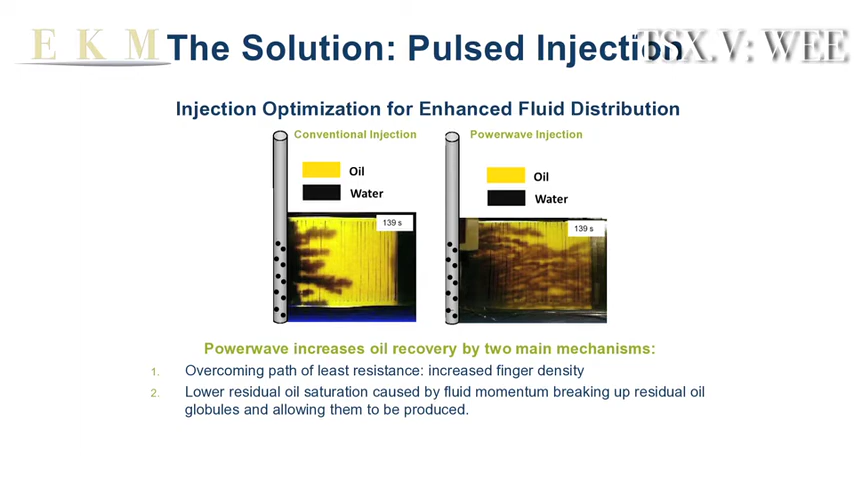 EKM
The Solution: Pulsed Injection
TSX.V: WEE
Injection Optimization for Enhanced Fluid Distribution
Conventional Injection
Powerwave Injection
Oil
Water
Oil
Water
139 s
139 s
Powerwave increases oil recovery by two main mechanisms:
1. Overcoming path of least resistance: increased finger density
2. Lower residual oil saturation caused by fluid momentum breaking up residual oil
globules and allowing them to be produced.